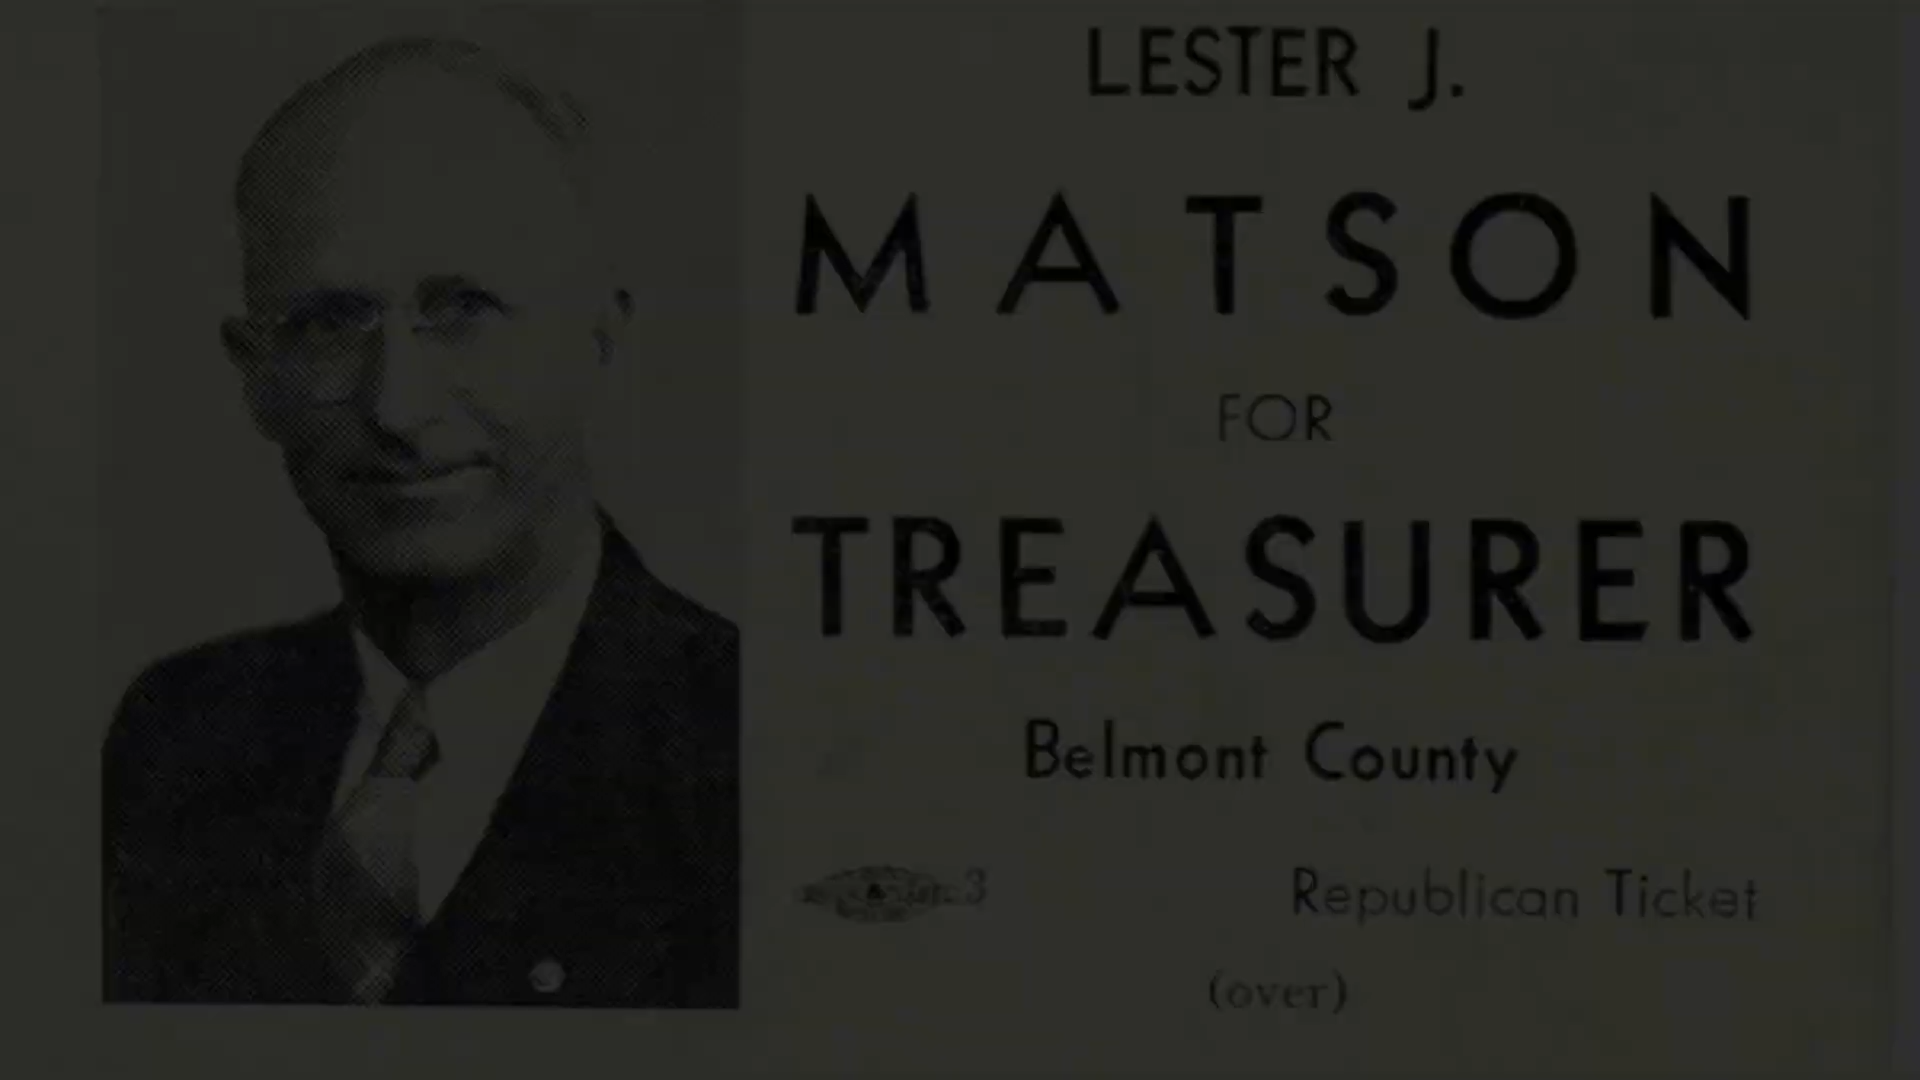 LESTER J.
MATSON
FOR
TREASURER
Belmont County
3
Republican Ticket
(over)